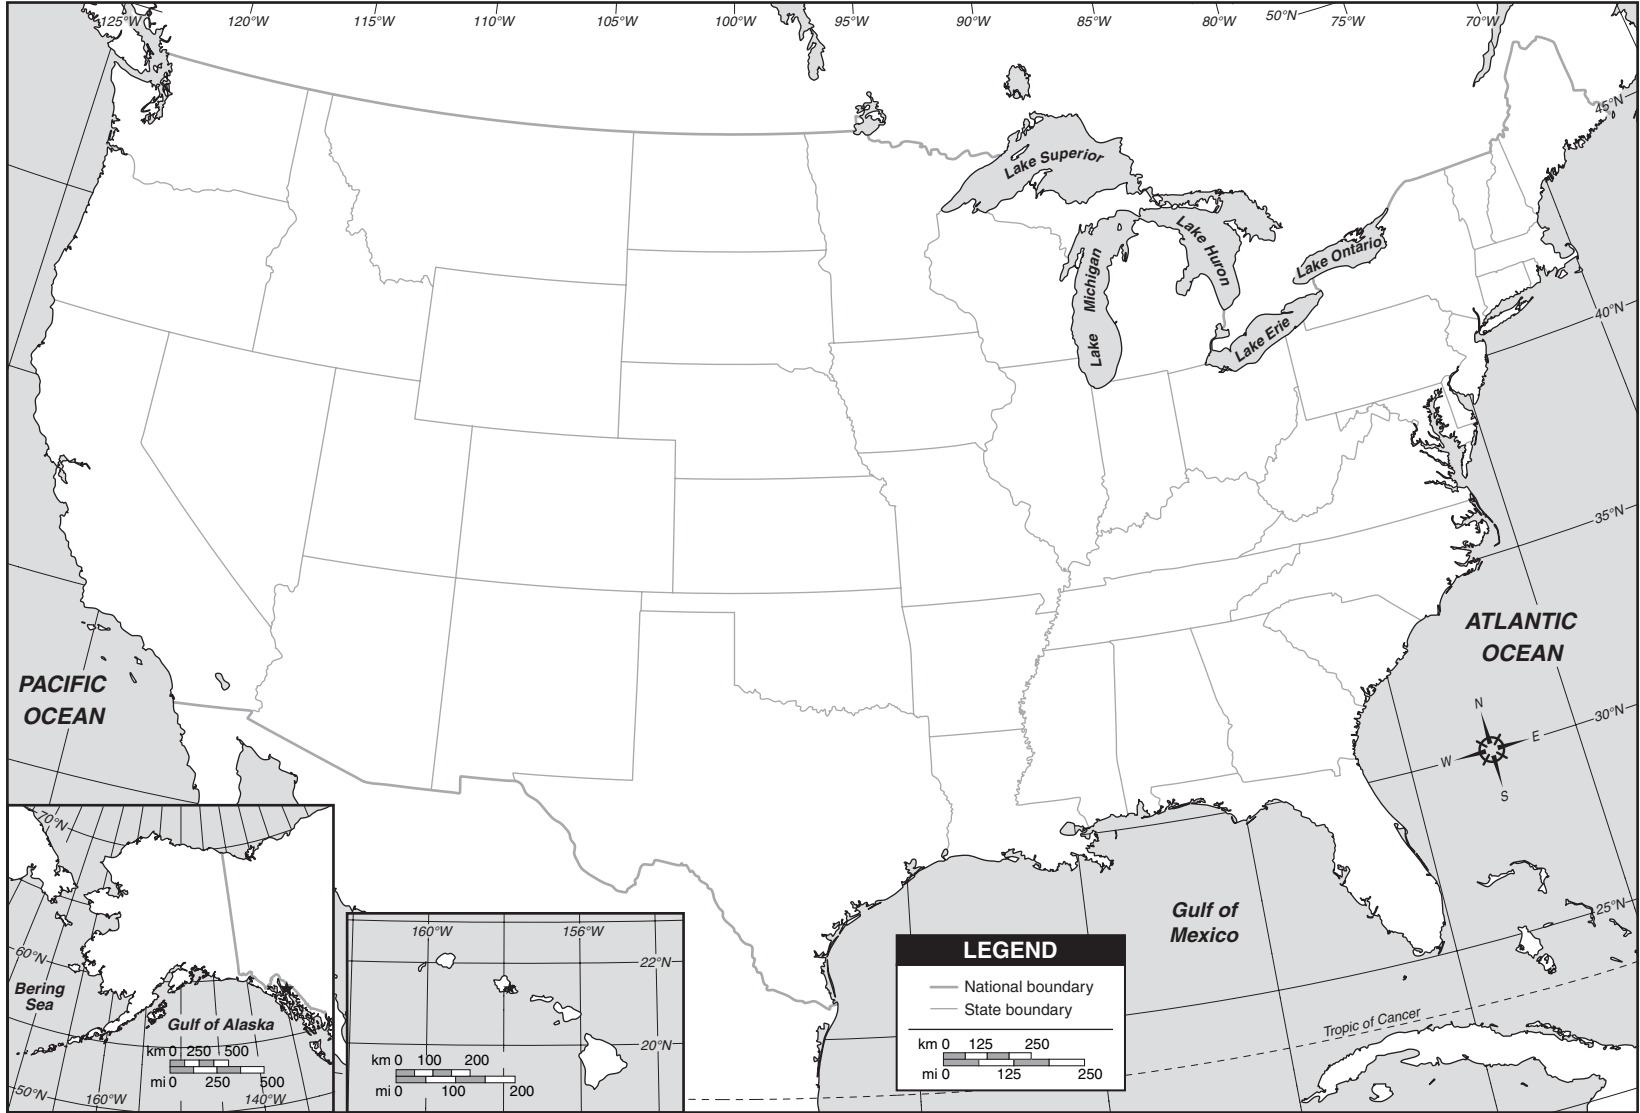 125°W
120°W
115°W
110°W
105°W
100°W
95°W
90°W
85°W
80°W
50°N
75°W
70°W
45°N
Lake Superior
Lake Huron
Lake Ontario
Lake Michigan
Lake Erie
40°N
35°N
ATLANTIC
OCEAN
PACIFIC
OCEAN
N
E
W
S
30°N
25°N
Gulf of
Mexico
Tropic of Cancer
70°N
60°N
Bering
Sea
Gulf of Alaska
km 0 250 500
mi 0 250 500
50°N
160°W
140°W
160°W
156°W
22°N
20°N
km 0 100 200
mi 0 100 200
LEGEND
National boundary
State boundary
km 0 125 250
mi 0 125 250